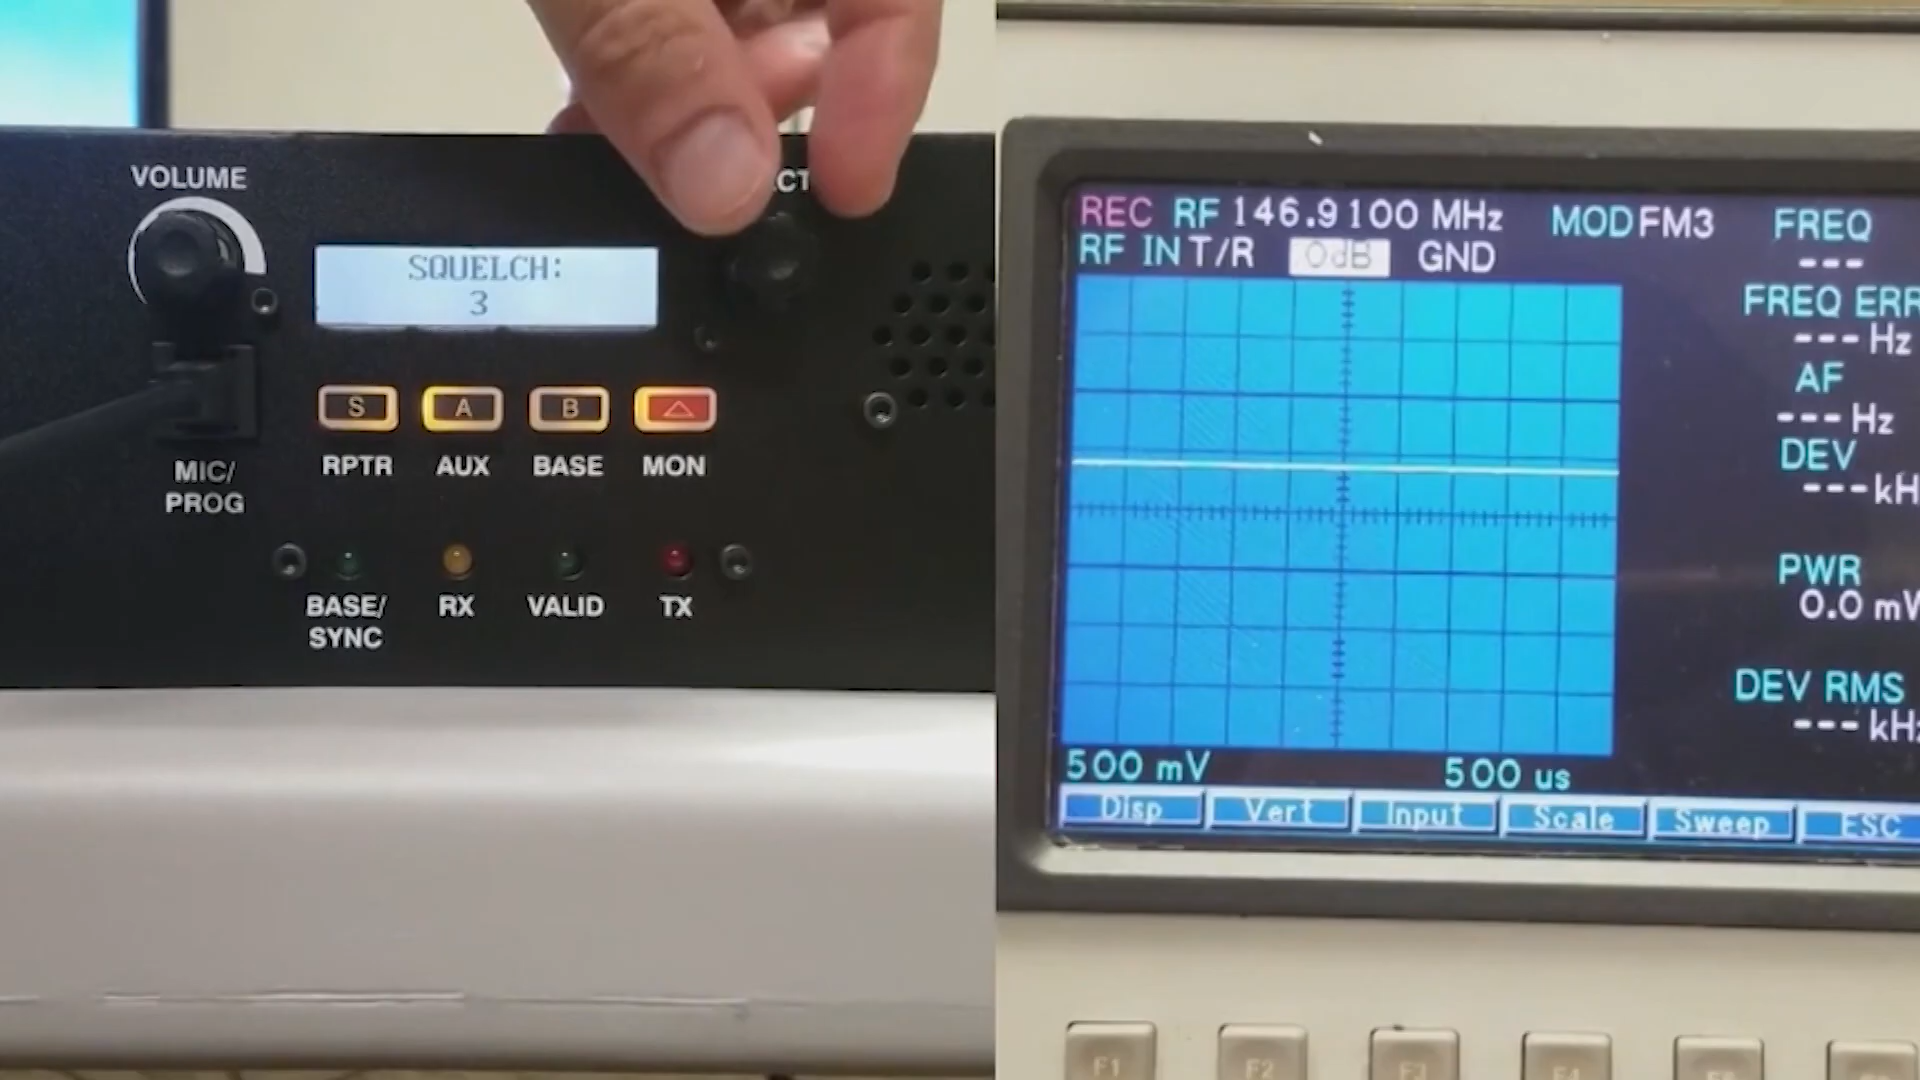 VOLUME
SQUELCH:
3
S A B
RPTR AUX BASE MON
MIC/
PROG
BASE/
SYNC
RX VALID TX
REC RF 146.9100 MHz MOD FM3 FREQ
---
RF IN T/R 0dB GND
FREQ ERR
--- Hz
AF
--- Hz
DEV
--- kH
PWR
0.0 mW
DEV RMS
--- kHz
500 mV 500 us
Disp Vert Input Scale Sweep ESC
F1 F2 F3 F4